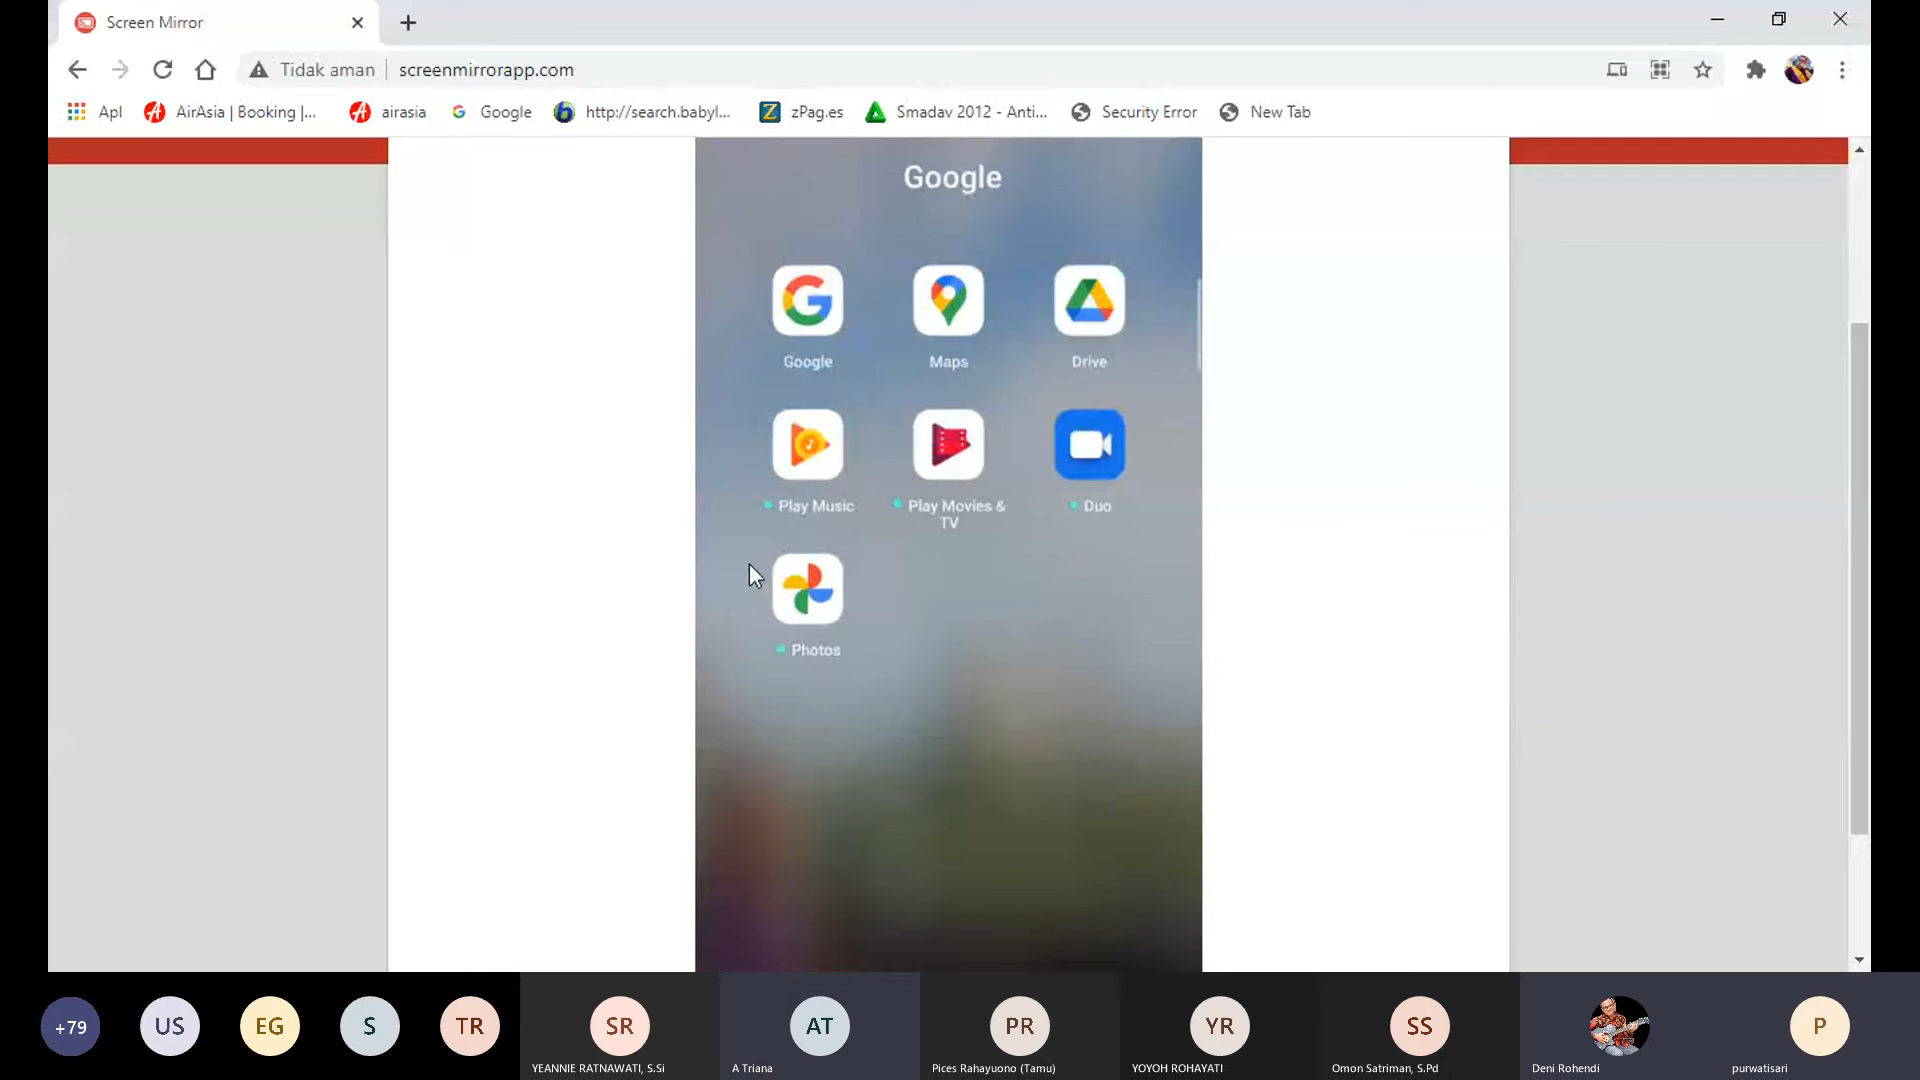 Screen Mirror
Tidak aman screenmirrorapp.com
Apl AirAsia | Booking |... airasia Google http://search.babyl... zPag.es Smadav 2012 - Anti... Security Error New Tab
Google
Google Maps Drive
Play Music Play Movies & TV Duo
Photos
+79 US EG S TR SR AT PR YR SS P
YEANNIE RATNAWATI, S.Si A Triana Pices Rahayuono (Tamu) YOYOH ROHAYATI Omon Satriman, S.Pd Deni Rohendi purwatisari